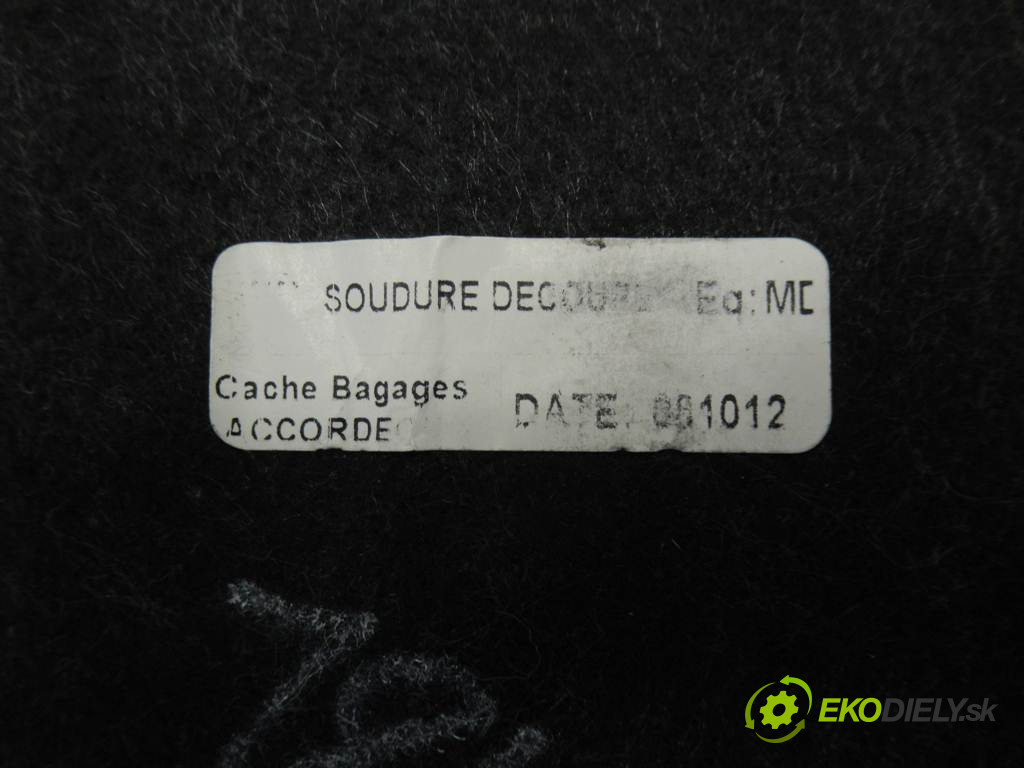 SOUDURE DECOUPE Eq: MD
Cache Bagages
ACCORDEO
DATE: 081012
EKODIELY.sk